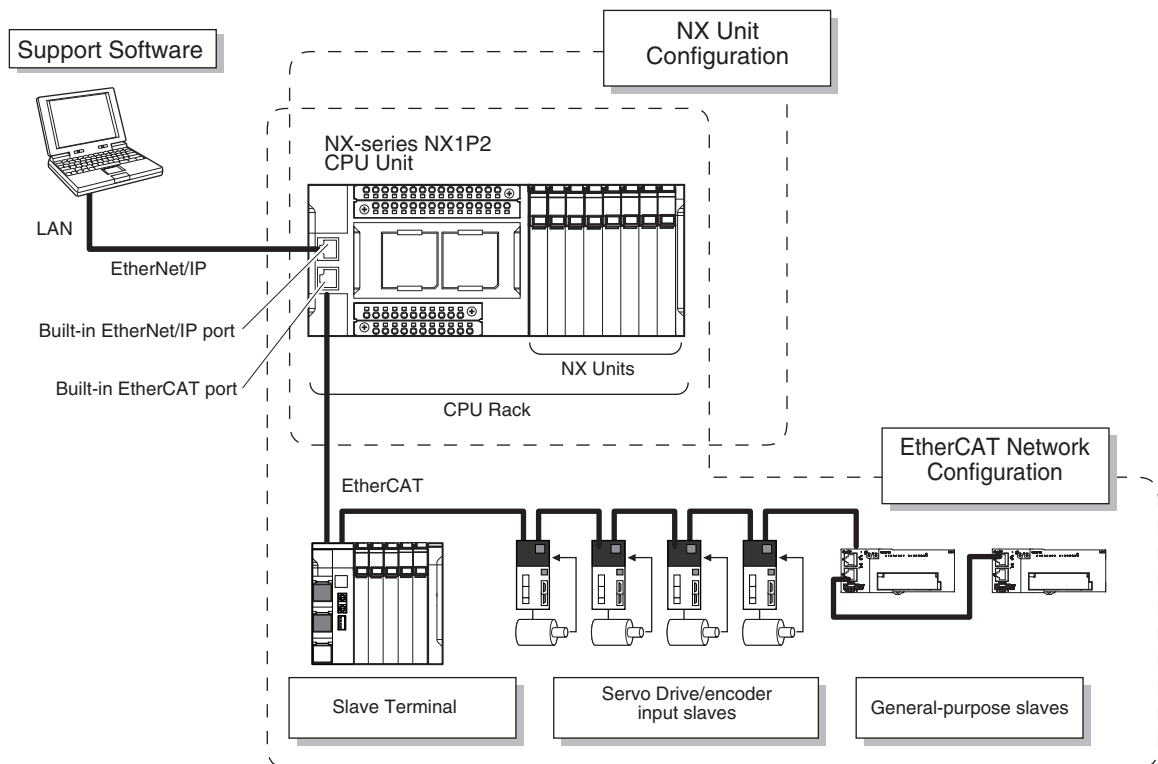 NX Unit
Configuration
Support Software
NX-series NX1P2
CPU Unit
LAN
EtherNet/IP
Built-in EtherNet/IP port
Built-in EtherCAT port
NX Units
CPU Rack
EtherCAT Network
Configuration
EtherCAT
Slave Terminal
Servo Drive/encoder
input slaves
General-purpose slaves